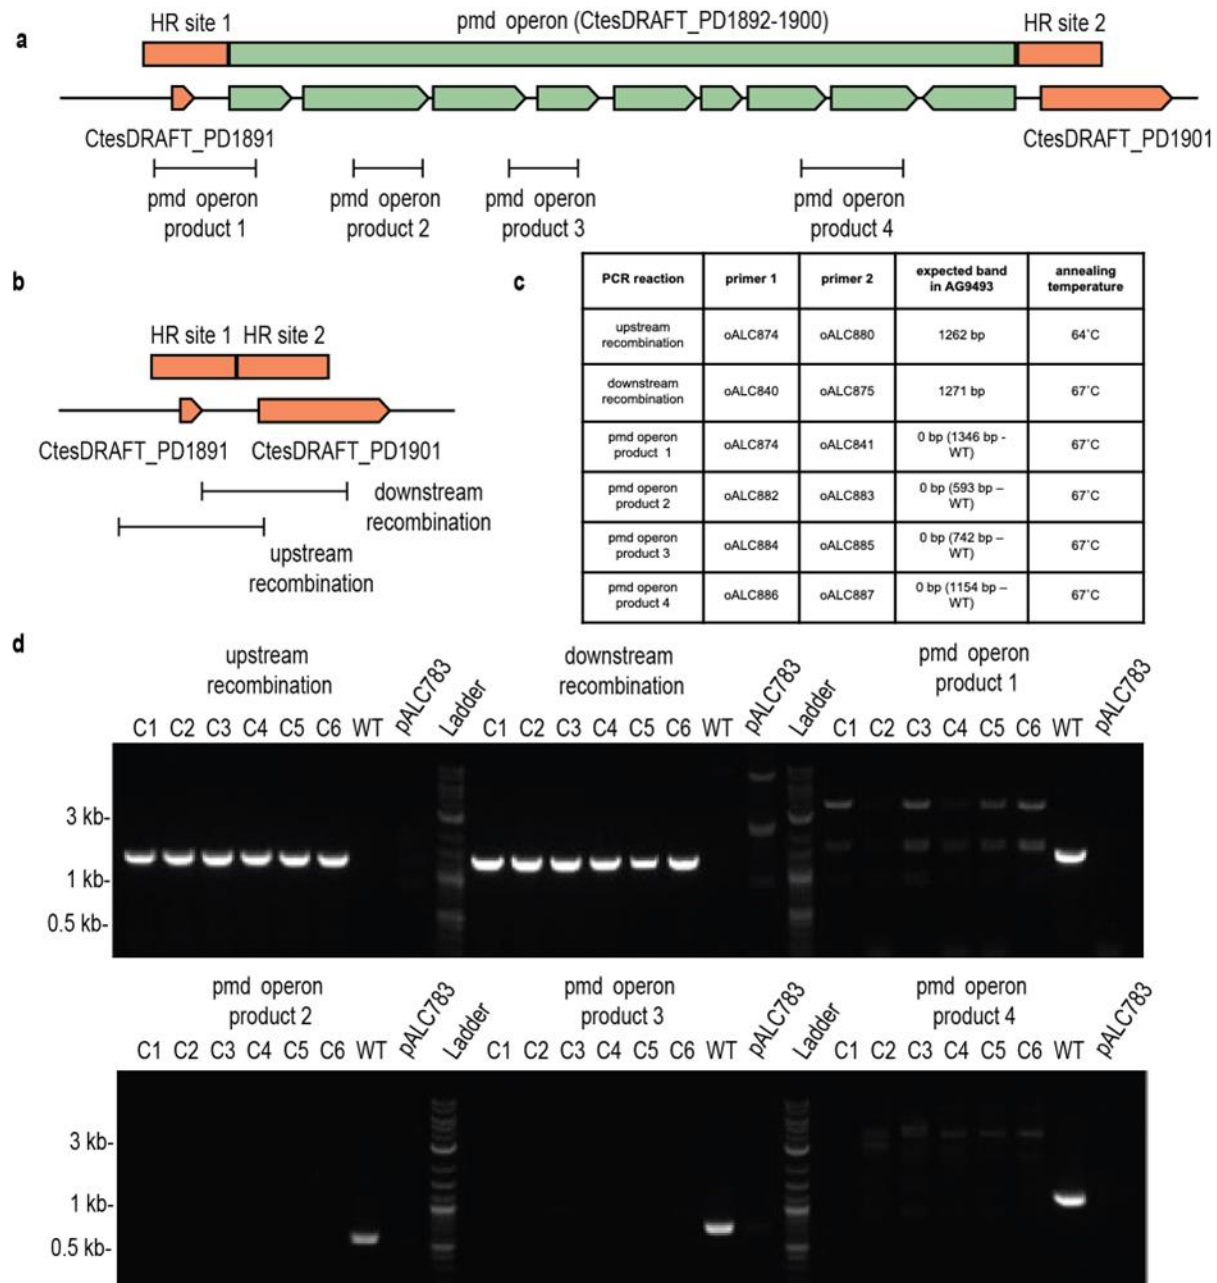 a
HR site 1
pmd operon (CtesDRAFT_PD1892-1900)
HR site 2
CtesDRAFT_PD1891
CtesDRAFT_PD1901
pmd operon
product 1
pmd operon
product 2
pmd operon
product 3
pmd operon
product 4
b
HR site 1 HR site 2
CtesDRAFT_PD1891 CtesDRAFT_PD1901
downstream
recombination
upstream
recombination
c
PCR reaction primer 1 primer 2 expected band in AG9493 annealing temperature
upstream recombination oALC874 oALC880 1262 bp 64˚C
downstream recombination oALC840 oALC875 1271 bp 67˚C
pmd operon product 1 oALC874 oALC841 0 bp (1346 bp - WT) 67˚C
pmd operon product 2 oALC882 oALC883 0 bp (593 bp – WT) 67˚C
pmd operon product 3 oALC884 oALC885 0 bp (742 bp – WT) 67˚C
pmd operon product 4 oALC886 oALC887 0 bp (1154 bp – WT) 67˚C
d
upstream
recombination
downstream
recombination
pmd operon
product 1
C1 C2 C3 C4 C5 C6 WT pALC783 Ladder C1 C2 C3 C4 C5 C6 WT pALC783 Ladder C1 C2 C3 C4 C5 C6 WT pALC783
3 kb-
1 kb-
0.5 kb-
pmd operon
product 2
pmd operon
product 3
pmd operon
product 4
C1 C2 C3 C4 C5 C6 WT pALC783 Ladder C1 C2 C3 C4 C5 C6 WT pALC783 Ladder C1 C2 C3 C4 C5 C6 WT pALC783
3 kb-
1 kb-
0.5 kb-